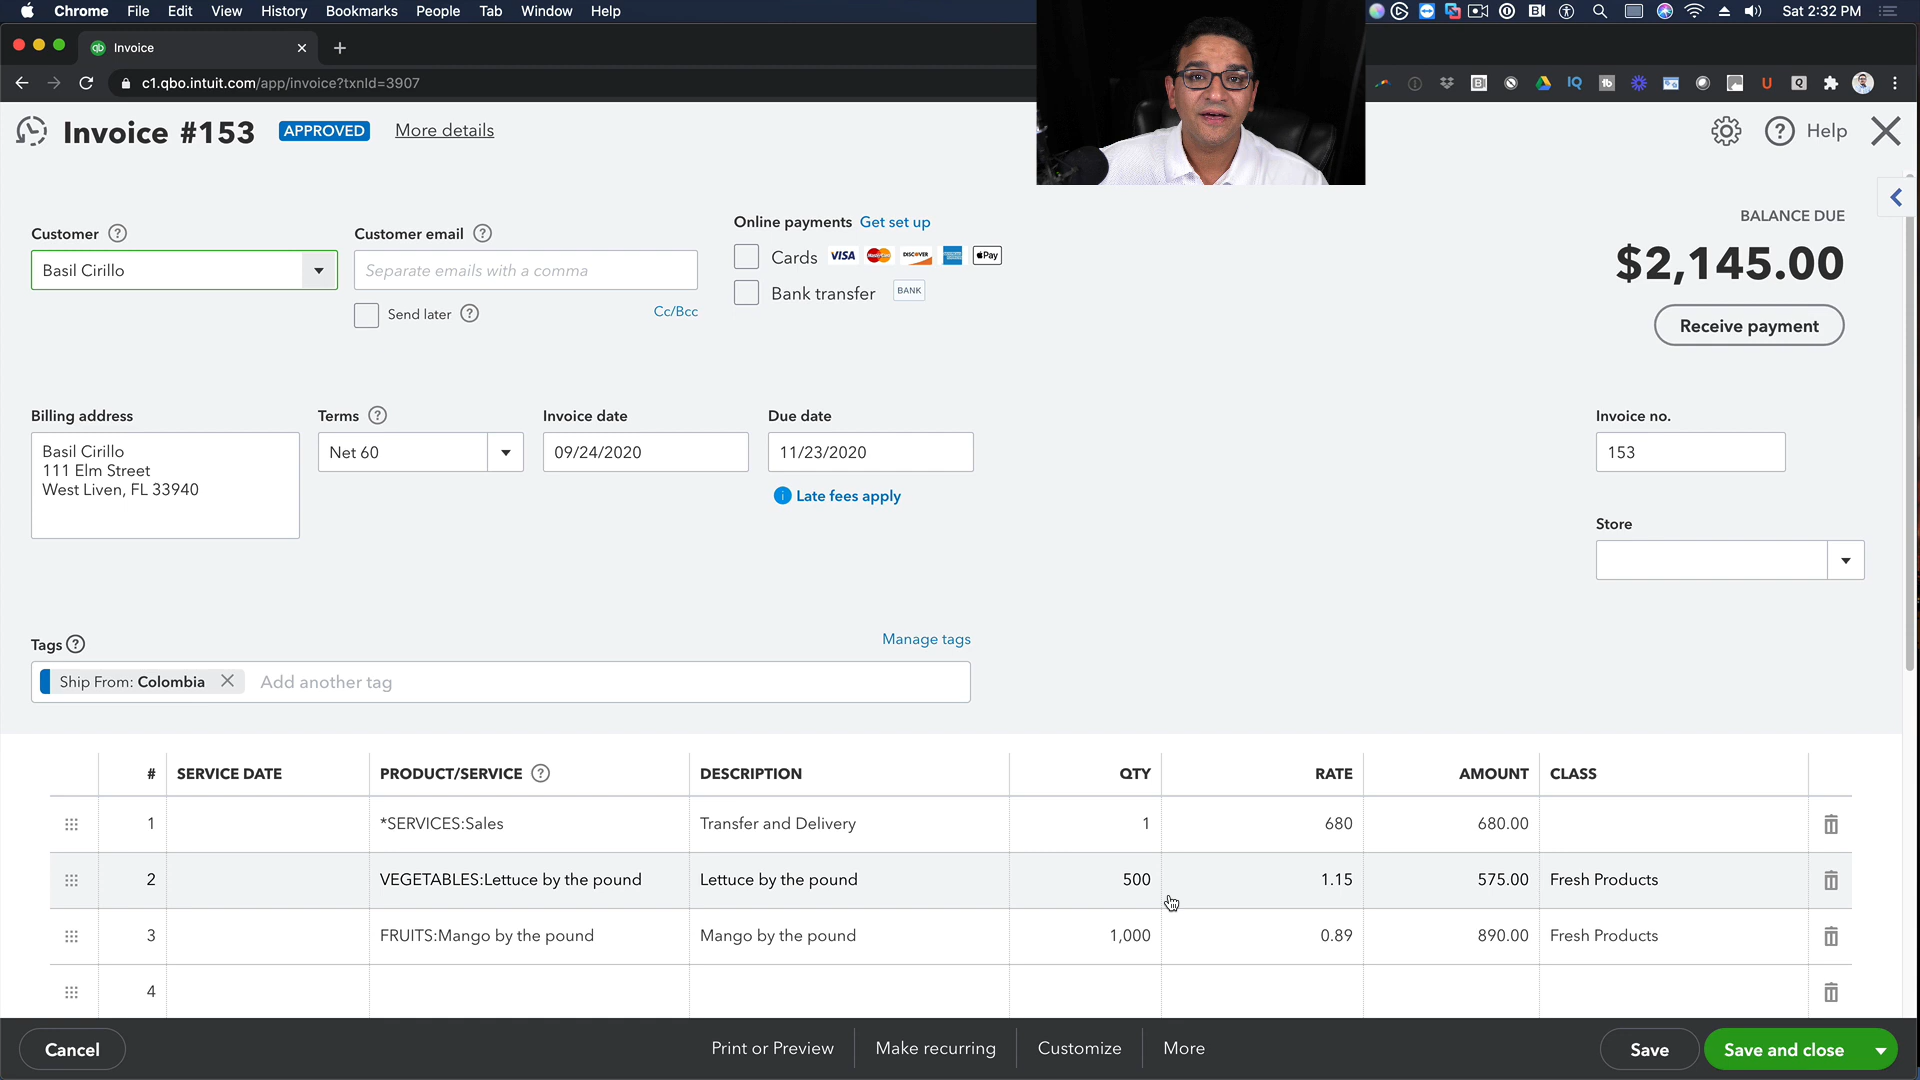 Chrome File Edit View History Bookmarks People Tab Window Help
Sat 2:32 PM
Invoice
c1.qbo.intuit.com/app/invoice?txnId=3907
Invoice #153 APPROVED More details
Help
Customer
Basil Cirillo
Customer email
Separate emails with a comma
Send later
Cc/Bcc
Online payments Get set up
Cards VISA MasterCard DISCOVER Pay
Bank transfer BANK
BALANCE DUE
$2,145.00
Receive payment
Billing address
Basil Cirillo
111 Elm Street
West Liven, FL 33940
Terms
Net 60
Invoice date
09/24/2020
Due date
11/23/2020
Late fees apply
Invoice no.
153
Store
Tags
Manage tags
Ship From: Colombia Add another tag
# SERVICE DATE PRODUCT/SERVICE DESCRIPTION QTY RATE AMOUNT CLASS
1 *SERVICES:Sales Transfer and Delivery 1 680 680.00
2 VEGETABLES:Lettuce by the pound Lettuce by the pound 500 1.15 575.00 Fresh Products
3 FRUITS:Mango by the pound Mango by the pound 1,000 0.89 890.00 Fresh Products
4
Cancel Print or Preview Make recurring Customize More Save Save and close